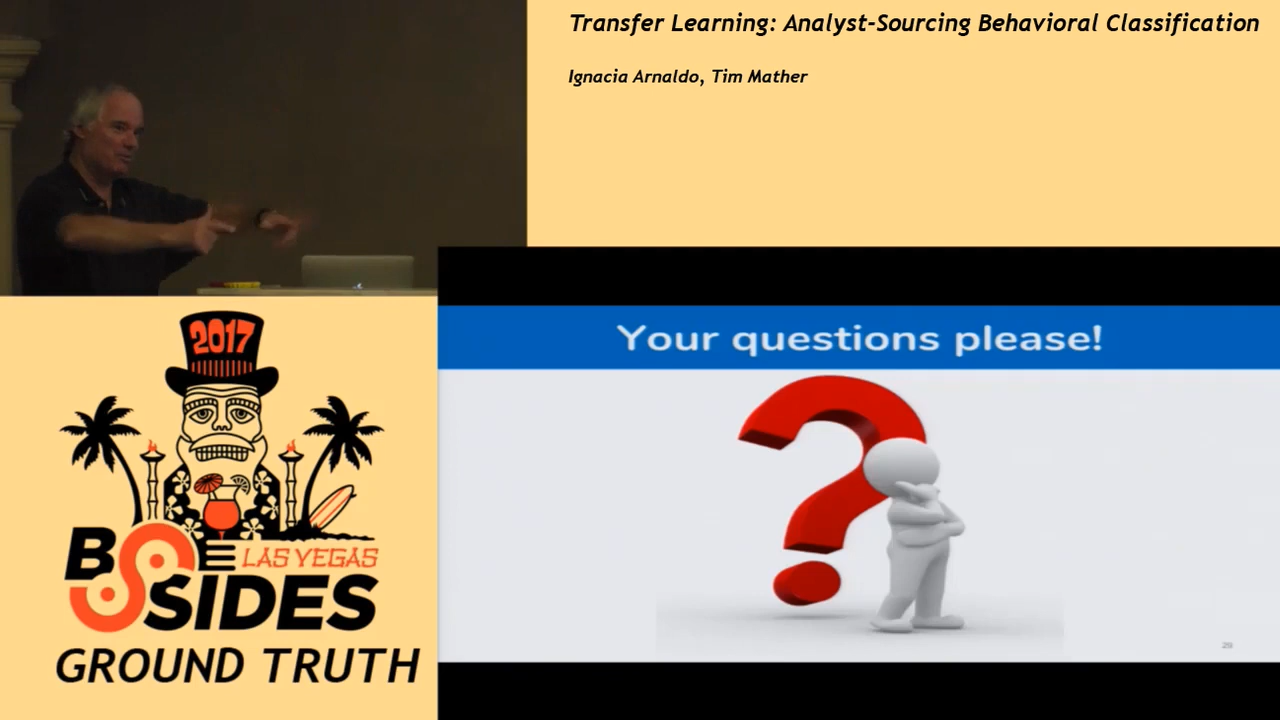 Transfer Learning: Analyst-Sourcing Behavioral Classification
Ignacia Arnaldo, Tim Mather
Your questions please!
29
2017
BSIDES
LAS VEGAS
GROUND TRUTH